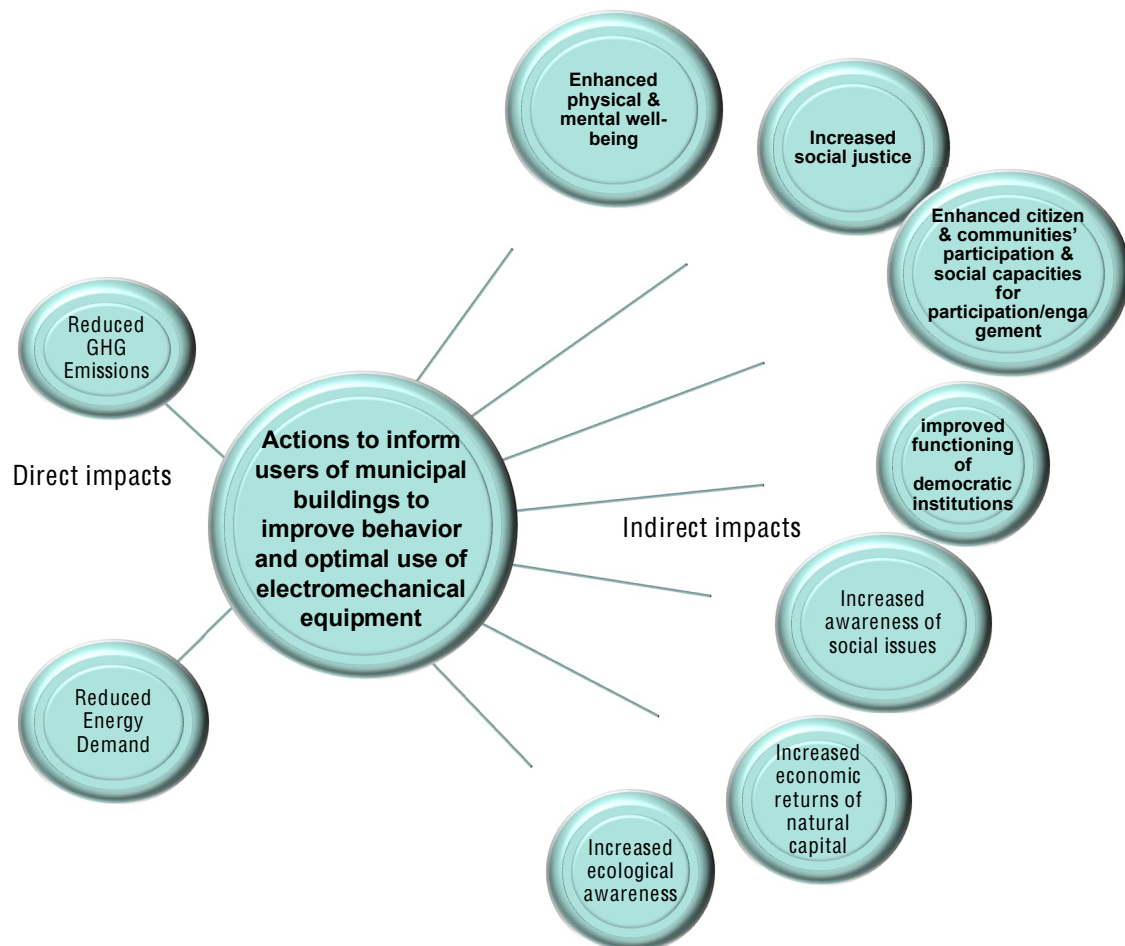 Enhanced
physical &
mental well-
being
Increased
social justice
Enhanced citizen
& communities’
participation &
social capacities
for
participation/enga
gement
Reduced
GHG
Emissions
Direct impacts
Actions to inform
users of municipal
buildings to
improve behavior
and optimal use of
electromechanical
equipment
Indirect impacts
improved
functioning of
democratic
institutions
Increased
awareness of
social issues
Reduced
Energy
Demand
Increased
economic
returns of
natural
capital
Increased
ecological
awareness